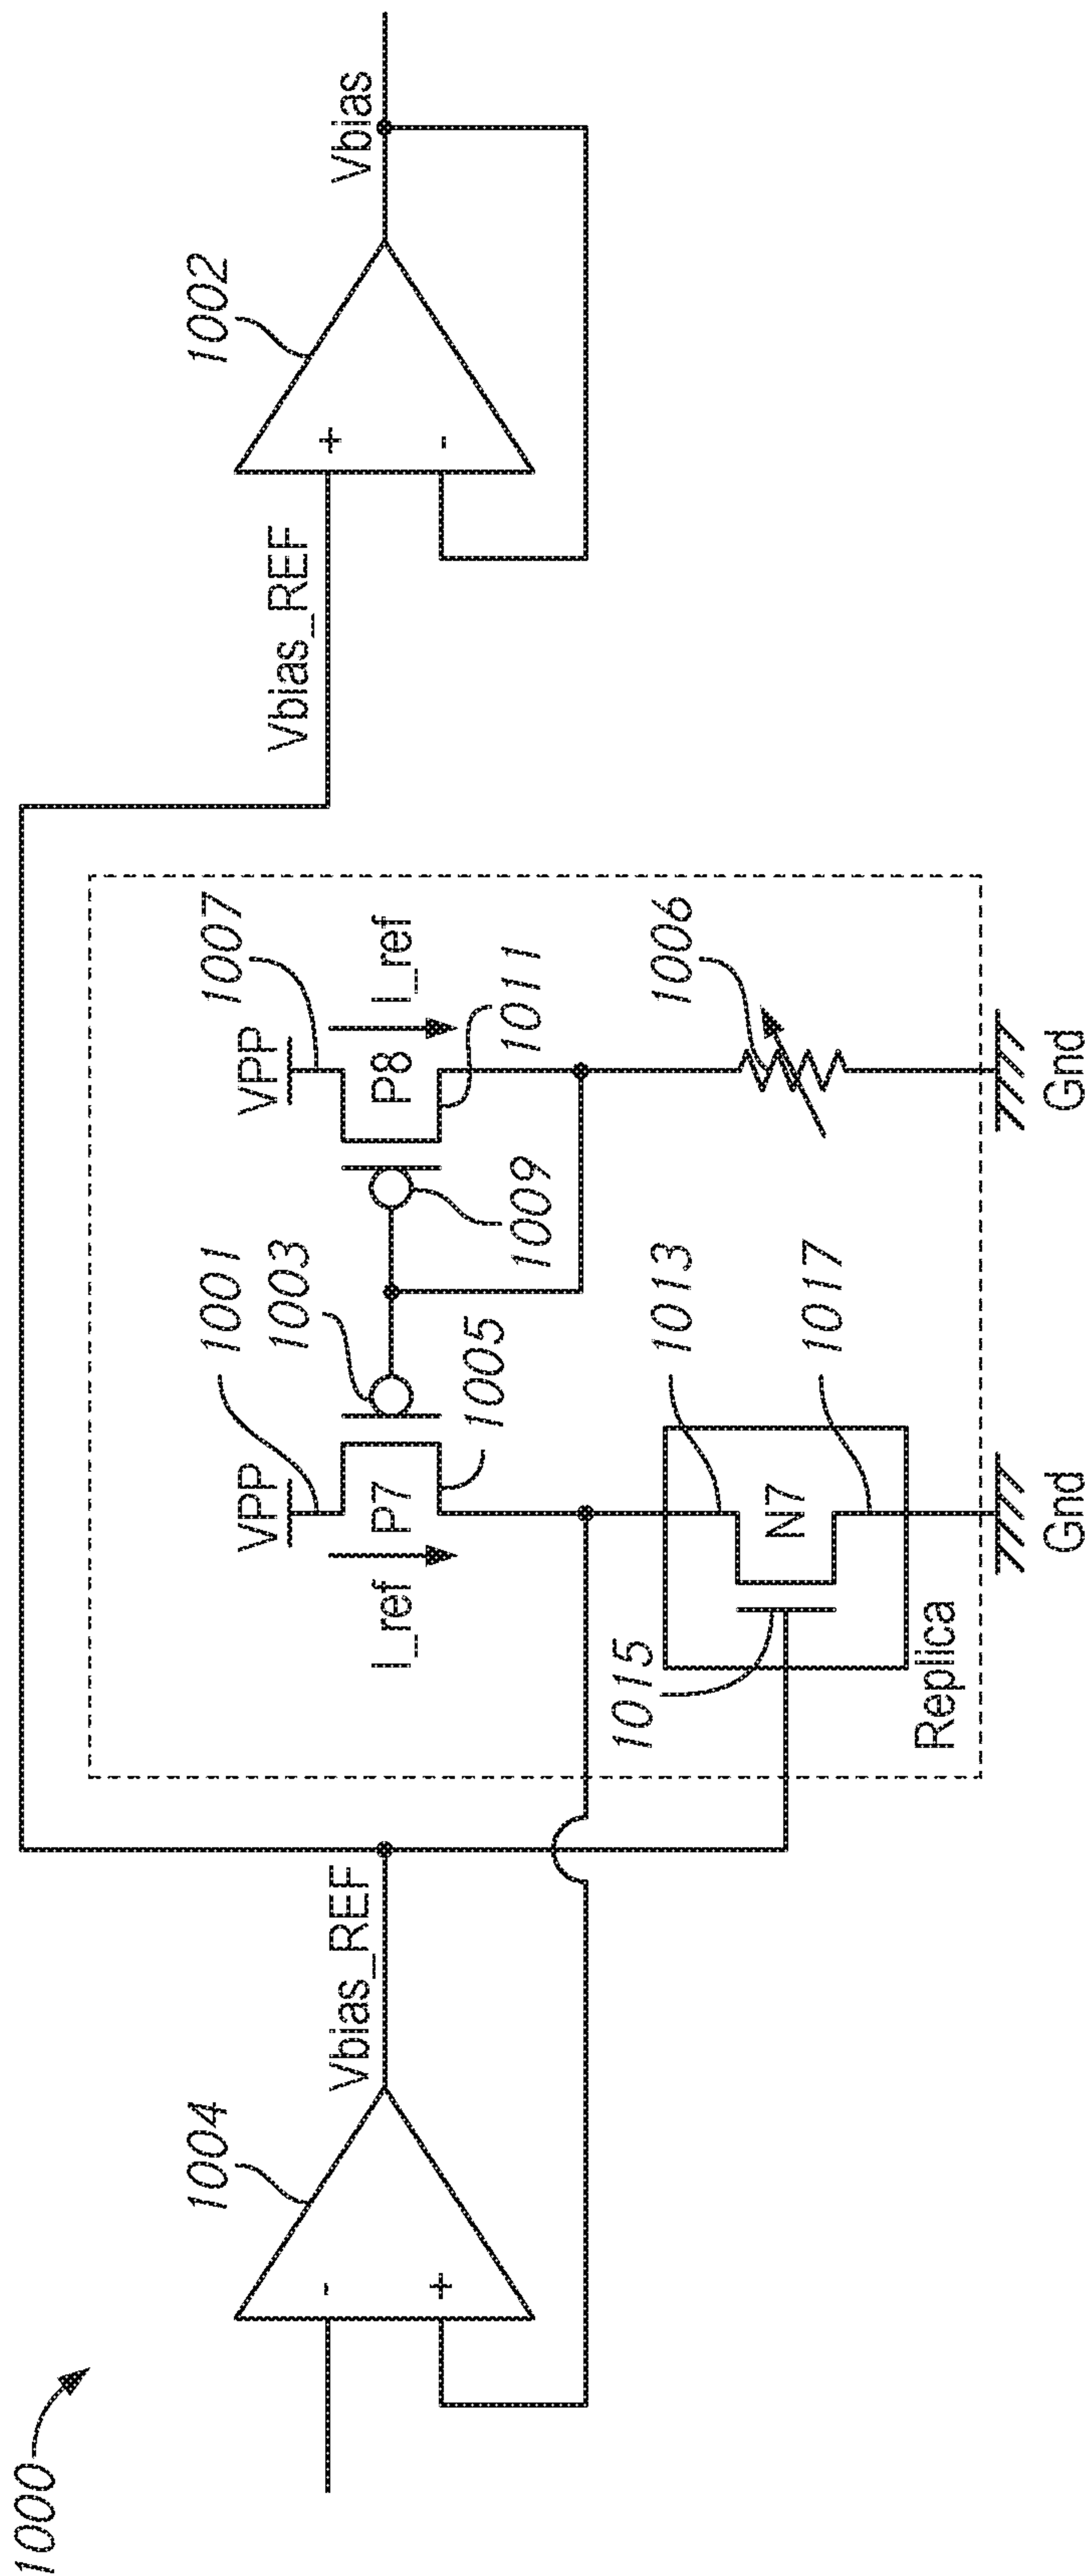 1000
1004
-
+
Vbias_REF
VPP
1001
1003
P7
I_ref
1005
VPP
1007
P8
I_ref
1009
1011
1013
N7
1015
1017
Replica
Gnd
1006
Gnd
Vbias_REF
1002
+
-
Vbias